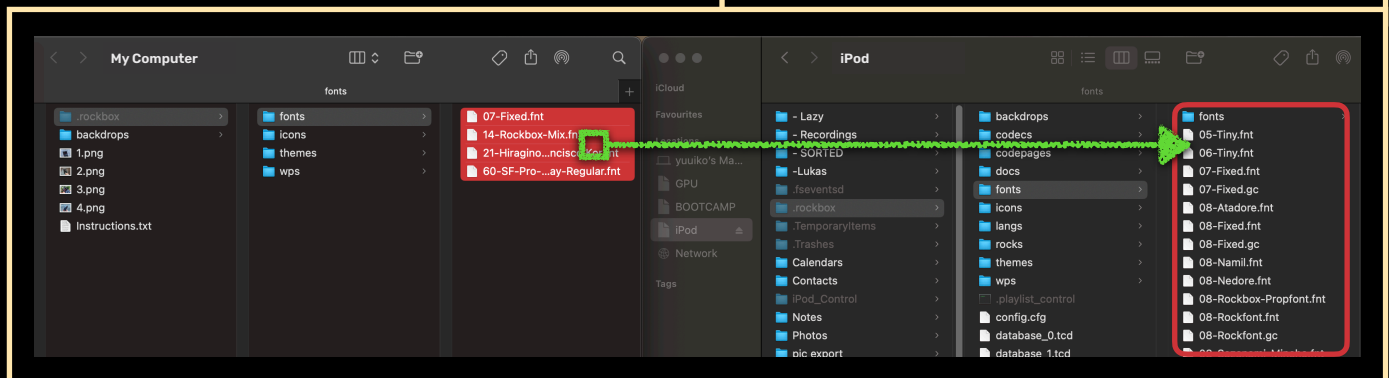 My Computer
fonts
.rockbox
backdrops
1.png
2.png
3.png
4.png
Instructions.txt
fonts
icons
themes
wps
07-Fixed.fnt
14-Rockbox-Mix.fn
21-Hiragino...ncisco
60-SF-Pro-...ay-Regular.fnt
iCloud
Favourites
Locations
yuuiko's Ma...
GPU
BOOTCAMP
iPod
Network
Tags
iPod
fonts
- Lazy
- Recordings
- SORTED
-Lukas
.fseventsd
.rockbox
.TemporaryItems
.Trashes
Calendars
Contacts
iPod_Control
Notes
Photos
pic export
backdrops
codecs
codepages
docs
fonts
icons
langs
rocks
themes
wps
.playlist_control
config.cfg
database_0.tcd
database_1.tcd
fonts
05-Tiny.fnt
06-Tiny.fnt
07-Fixed.fnt
07-Fixed.gc
08-Atadore.fnt
08-Fixed.fnt
08-Fixed.gc
08-Namil.fnt
08-Nedore.fnt
08-Rockbox-Propfont.fnt
08-Rockfont.fnt
08-Rockfont.gc